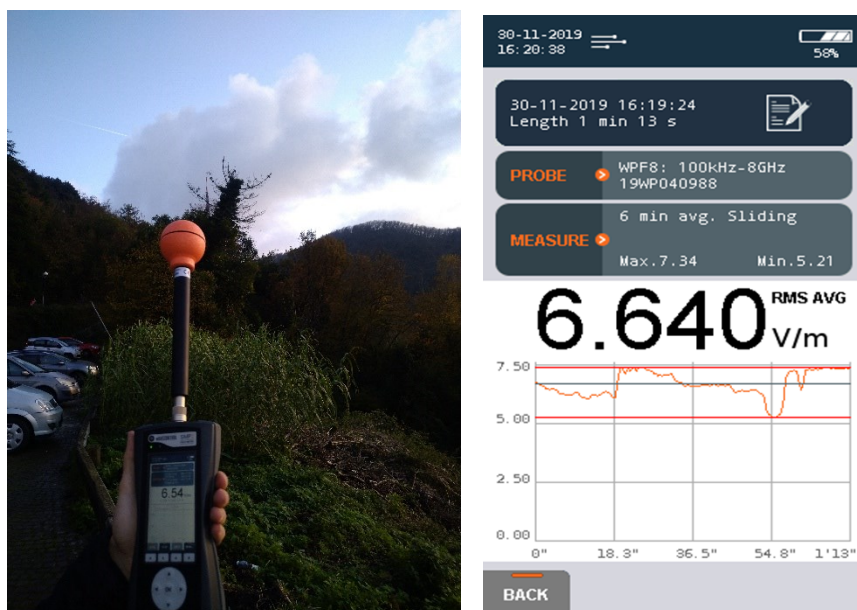 6.54
30-11-2019
16:20:38
58%
30-11-2019 16:19:24
Length 1 min 13 s
PROBE
WPF8: 100kHz-8GHz
19WP040988
MEASURE
6 min avg. Sliding
Max.7.34 Min.5.21
6.640 RMS AVG
V/m
7.50
5.00
2.50
0.00
0" 18.3" 36.5" 54.8" 1'13"
BACK